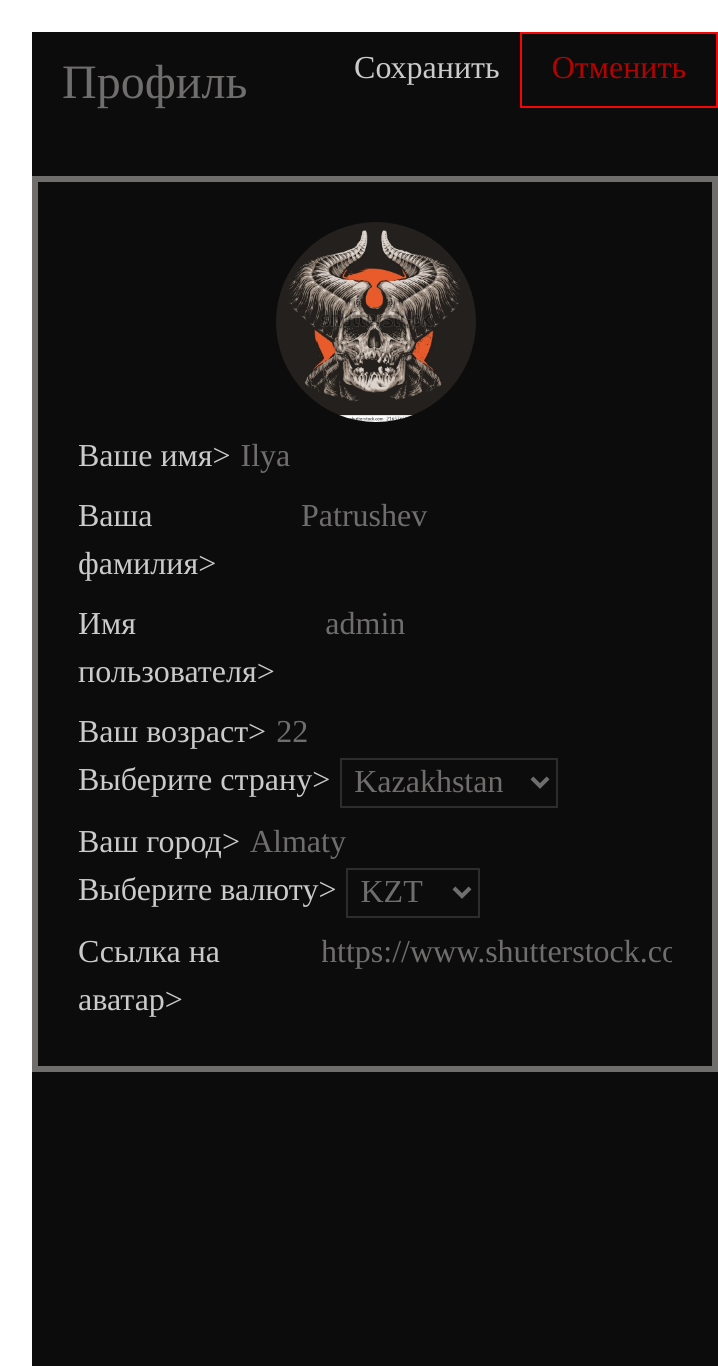 Профиль
Сохранить
Отменить
Ваше имя> Ilya
Ваша Patrushev
фамилия>
Имя admin
пользователя>
Ваш возраст> 22
Выберите страну> Kazakhstan
Ваш город> Almaty
Выберите валюту> KZT
Ссылка на https://www.shutterstock.co
аватар>